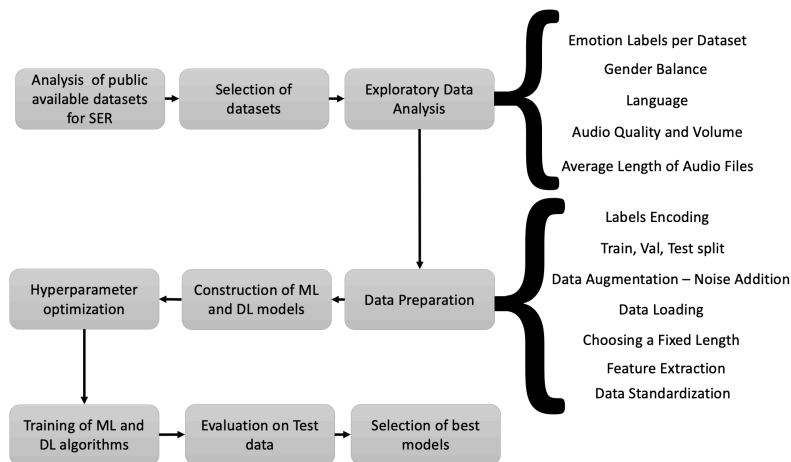 Analysis of public
available datasets
for SER
Selection of
datasets
Exploratory Data
Analysis
Emotion Labels per Dataset
Gender Balance
Language
Audio Quality and Volume
Average Length of Audio Files
Hyperparameter
optimization
Construction of ML
and DL models
Data Preparation
Labels Encoding
Train, Val, Test split
Data Augmentation – Noise Addition
Data Loading
Choosing a Fixed Length
Feature Extraction
Data Standardization
Training of ML and
DL algorithms
Evaluation on Test
data
Selection of best
models